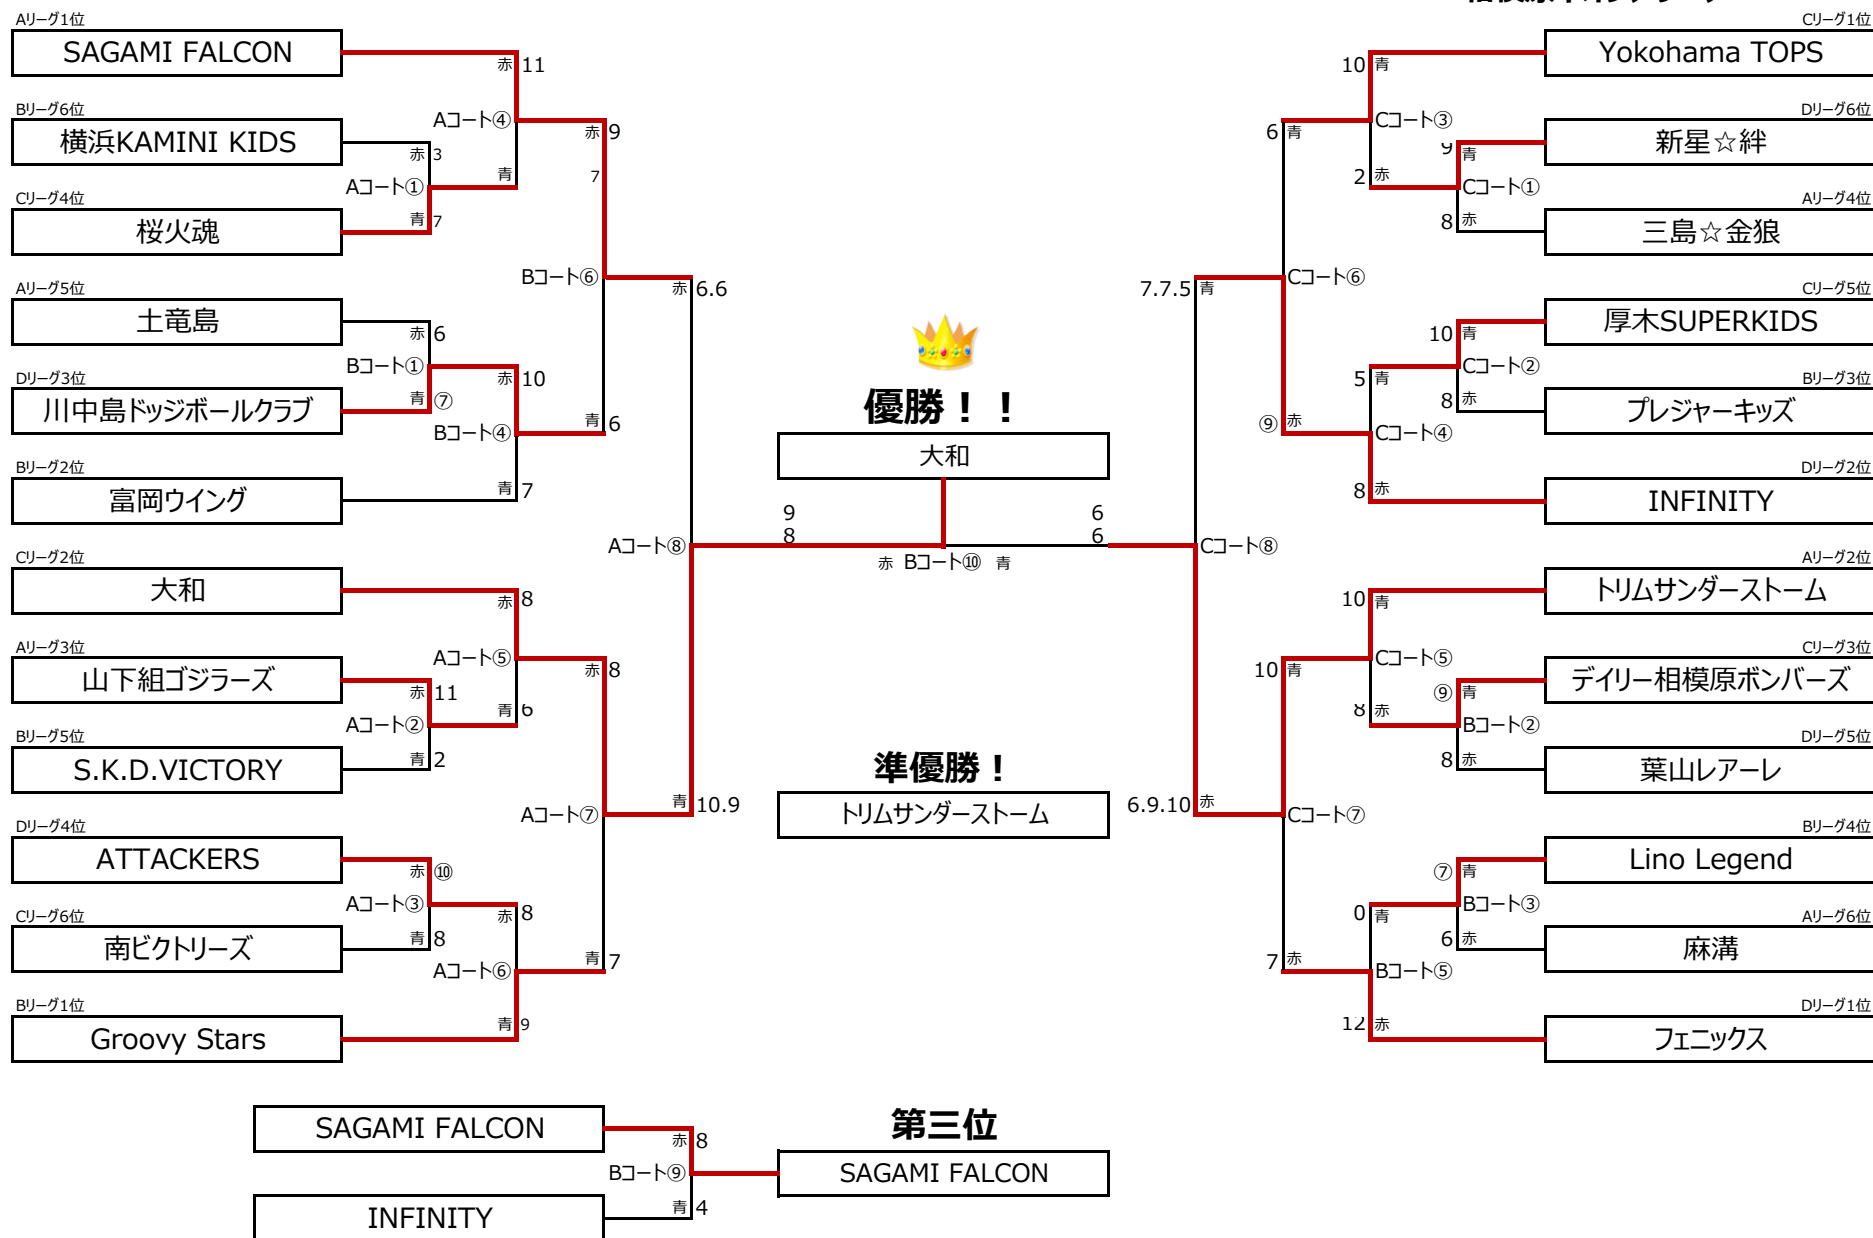 Aリーグ1位
SAGAMI FALCON
赤 11
Bリーグ6位
横浜KAMINI KIDS
Aコート④
赤 3
赤 9
Aコート①
青
7
Cリーグ4位
桜火魂
青 7
Aリーグ5位
土竜島
Bコート⑥
赤 6.6
赤 6
Bコート①
Dリーグ3位
川中島ドッジボールクラブ
赤 10
青 ⑦
Bコート④
青 6
Bリーグ2位
富岡ウイング
青 7
Aコート⑧
Cリーグ2位
大和
赤 8
Aリーグ3位
山下組ゴジラーズ
Aコート⑤
赤 8
赤 11
Aコート②
青 6
Bリーグ5位
S.K.D.VICTORY
青 2
青 10.9
Aコート⑦
Dリーグ4位
ATTACKERS
赤 ⑩
Aコート③
赤 8
Cリーグ6位
南ビクトリーズ
青 8
Aコート⑥
青 7
Bリーグ1位
Groovy Stars
青 9
優勝！！
大和
9
8
6
6
赤 Bコート⑩ 青
準優勝！
トリムサンダーストーム
Cリーグ1位
Yokohama TOPS
10 青
Dリーグ6位
新星☆絆
Cコート③
6 青
9 青
2 赤
Cコート①
Aリーグ4位
三島☆金狼
8 赤
Cリーグ5位
厚木SUPERKIDS
7.7.5 青
Cコート⑥
10 青
Cコート②
Bリーグ3位
プレジャーキッズ
5 青
8 赤
⑨ 赤
Cコート④
Dリーグ2位
INFINITY
8 赤
Cコート⑧
Aリーグ2位
トリムサンダーストーム
10 青
Cリーグ3位
デイリー相模原ボンバーズ
Cコート⑤
10 青
⑨ 青
8 赤
Bコート②
Dリーグ5位
葉山レアーレ
8 赤
6.9.10 赤
Cコート⑦
Bリーグ4位
Lino Legend
⑦ 青
Bコート③
0 青
Aリーグ6位
麻溝
6 赤
7 赤
Bコート⑤
Dリーグ1位
フェニックス
12 赤
SAGAMI FALCON
赤 8
Bコート⑨
INFINITY
青 4
第三位
SAGAMI FALCON